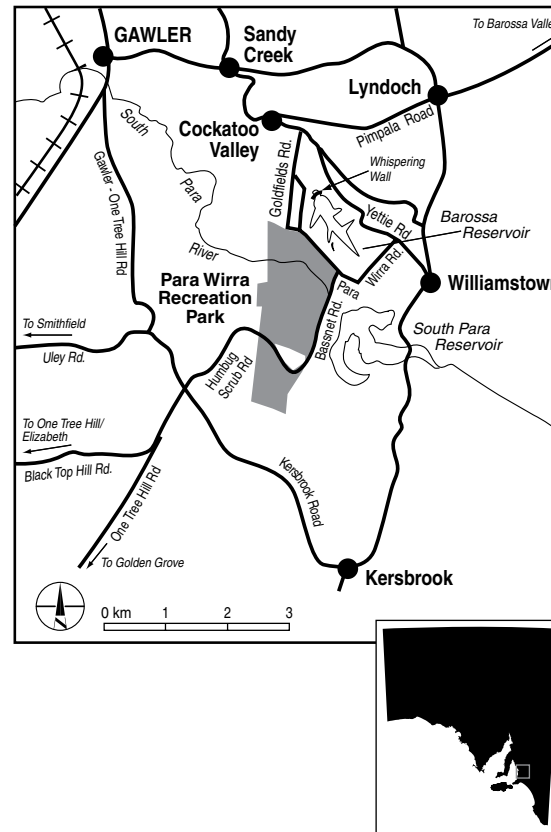 To Barossa Valle
GAWLER
Sandy
Creek
Lyndoch
South
Para
River
Cockatoo
Valley
Pimpala Road
Goldfields Rd.
Whispering
Wall
Gawler - One Tree Hill Rd
Yettie Rd
Barossa
Reservoir
Para
Wirra Rd.
Williamstown
Para Wirra
Recreation
Park
Bassnet Rd.
South Para
Reservoir
To Smithfield
Uley Rd.
Humbug
Scrub Rd
To One Tree Hill/
Elizabeth
Black Top Hill Rd.
One Tree Hill Rd
Kersbrook
Road
To Golden Grove
Kersbrook
0 km 1 2 3